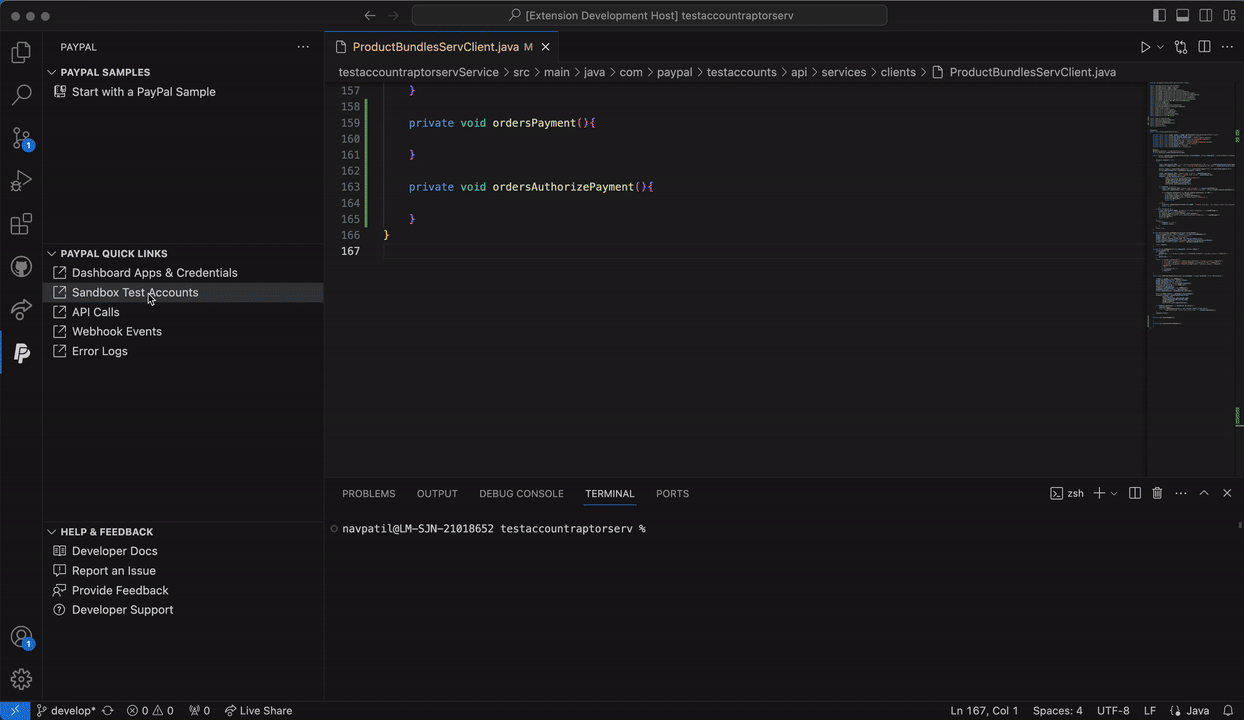 [Extension Development Host] testaccountraptorserv
PAYPAL
PAYPAL SAMPLES
Start with a PayPal Sample
PAYPAL QUICK LINKS
Dashboard Apps & Credentials
Sandbox Test Accounts
API Calls
Webhook Events
Error Logs
HELP & FEEDBACK
Developer Docs
Report an Issue
Provide Feedback
Developer Support
1
1
ProductBundlesServClient.java M
testaccountraptorservService > src > main > java > com > paypal > testaccounts > api > services > clients > ProductBundlesServClient.java
157 }
158
159 private void ordersPayment(){
160
161 }
162
163 private void ordersAuthorizePayment(){
164
165 }
166 }
167
PROBLEMS OUTPUT DEBUG CONSOLE TERMINAL PORTS zsh
navpatil@LM-SJN-21018652 testaccountraptorserv %
develop* 0 0 0 Live Share Ln 167, Col 1 Spaces: 4 UTF-8 LF Java